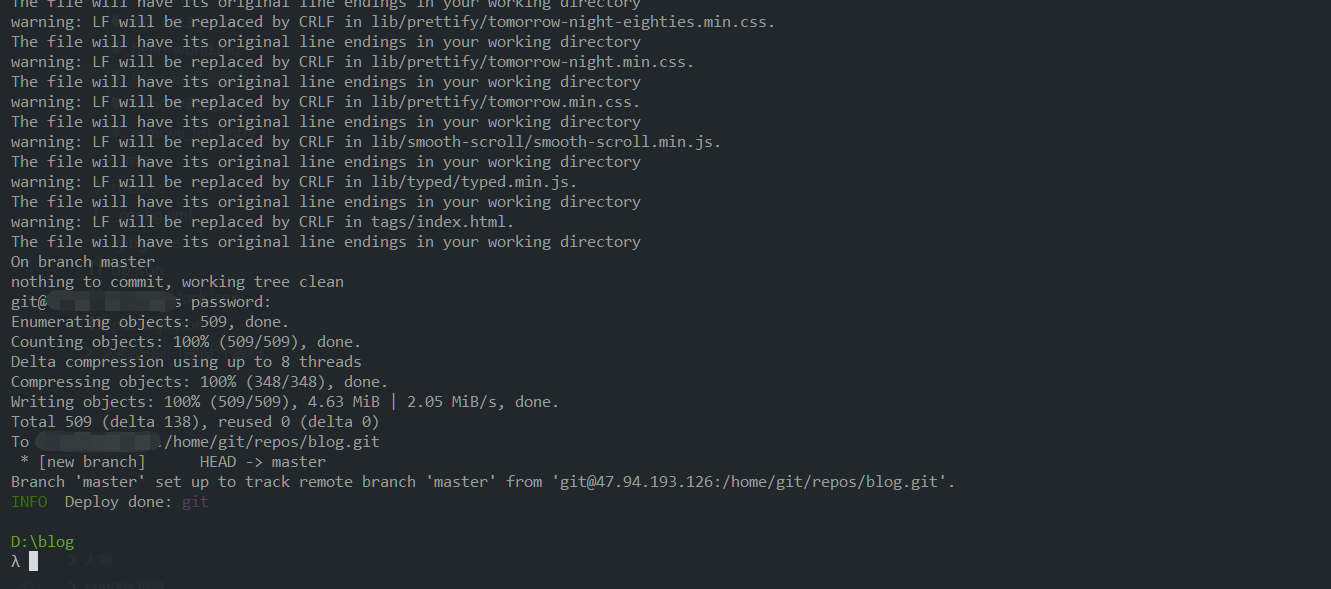 The file will have its original line endings in your working directory
warning: LF will be replaced by CRLF in lib/prettify/tomorrow-night-eighties.min.css.
The file will have its original line endings in your working directory
warning: LF will be replaced by CRLF in lib/prettify/tomorrow-night.min.css.
The file will have its original line endings in your working directory
warning: LF will be replaced by CRLF in lib/prettify/tomorrow.min.css.
The file will have its original line endings in your working directory
warning: LF will be replaced by CRLF in lib/smooth-scroll/smooth-scroll.min.js.
The file will have its original line endings in your working directory
warning: LF will be replaced by CRLF in lib/typed/typed.min.js.
The file will have its original line endings in your working directory
warning: LF will be replaced by CRLF in tags/index.html.
The file will have its original line endings in your working directory
On branch master
nothing to commit, working tree clean
git@ s password:
Enumerating objects: 509, done.
Counting objects: 100% (509/509), done.
Delta compression using up to 8 threads
Compressing objects: 100% (348/348), done.
Writing objects: 100% (509/509), 4.63 MiB | 2.05 MiB/s, done.
Total 509 (delta 138), reused 0 (delta 0)
To :/home/git/repos/blog.git
 * [new branch]      HEAD -> master
Branch 'master' set up to track remote branch 'master' from 'git@47.94.193.126:/home/git/repos/blog.git'.
INFO  Deploy done: git
D:\blog
λ